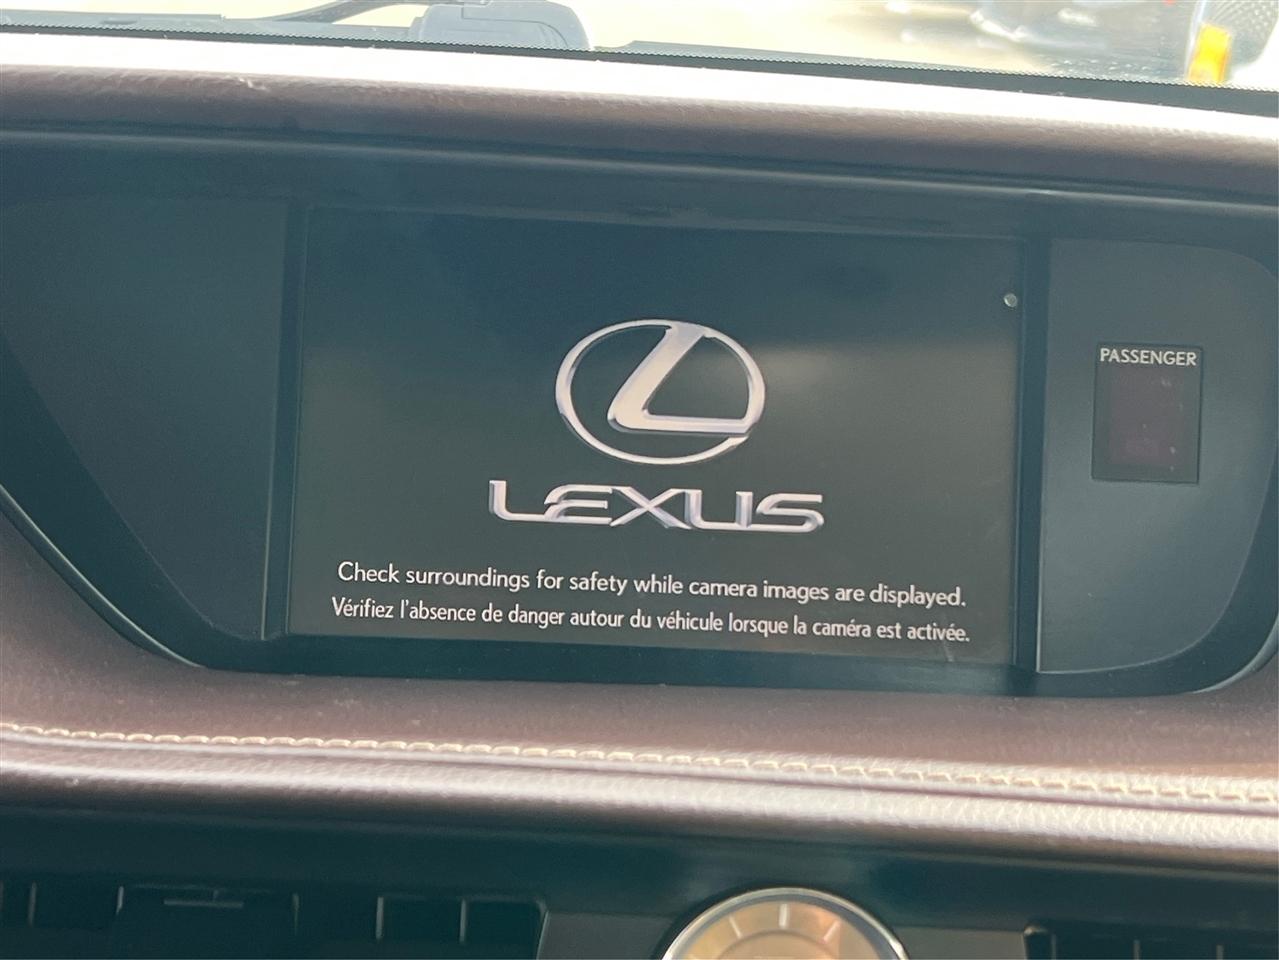 PASSENGER
LEXUS
Check surroundings for safety while camera images are displayed.
Vérifiez l'absence de danger autour du véhicule lorsque la caméra est activée.